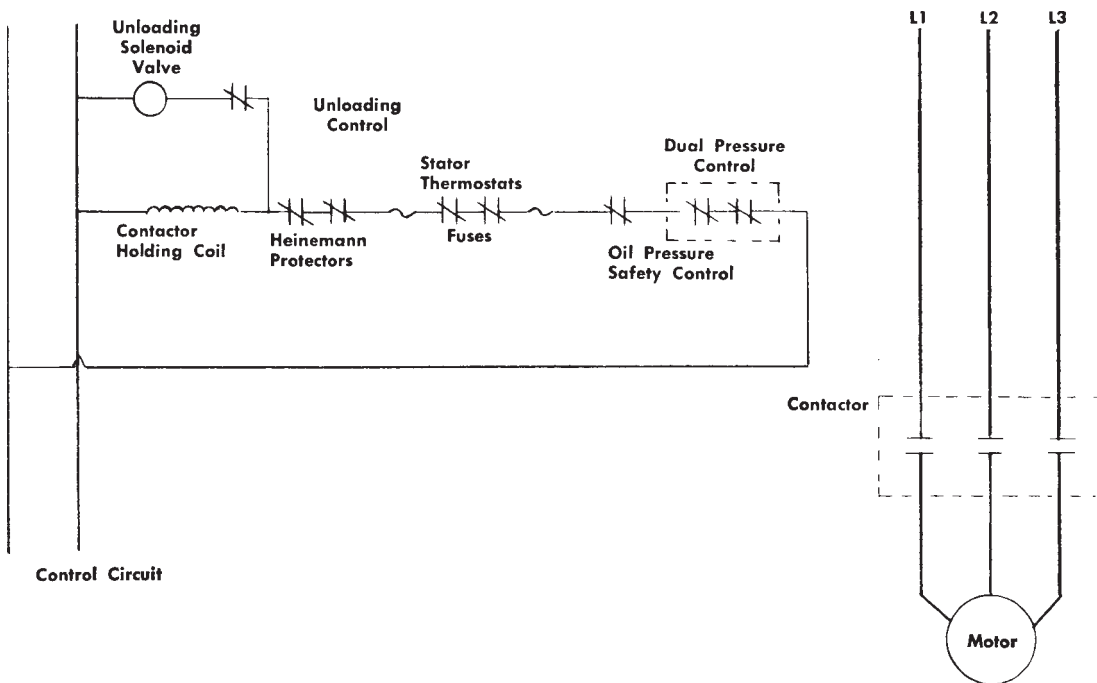 L1
L2
L3
Unloading
Solenoid
Valve
Unloading
Control
Dual Pressure
Control
Stator
Thermostats
Contactor
Holding Coil
Heinemann
Protectors
Fuses
Oil Pressure
Safety Control
Contactor
Control Circuit
Motor